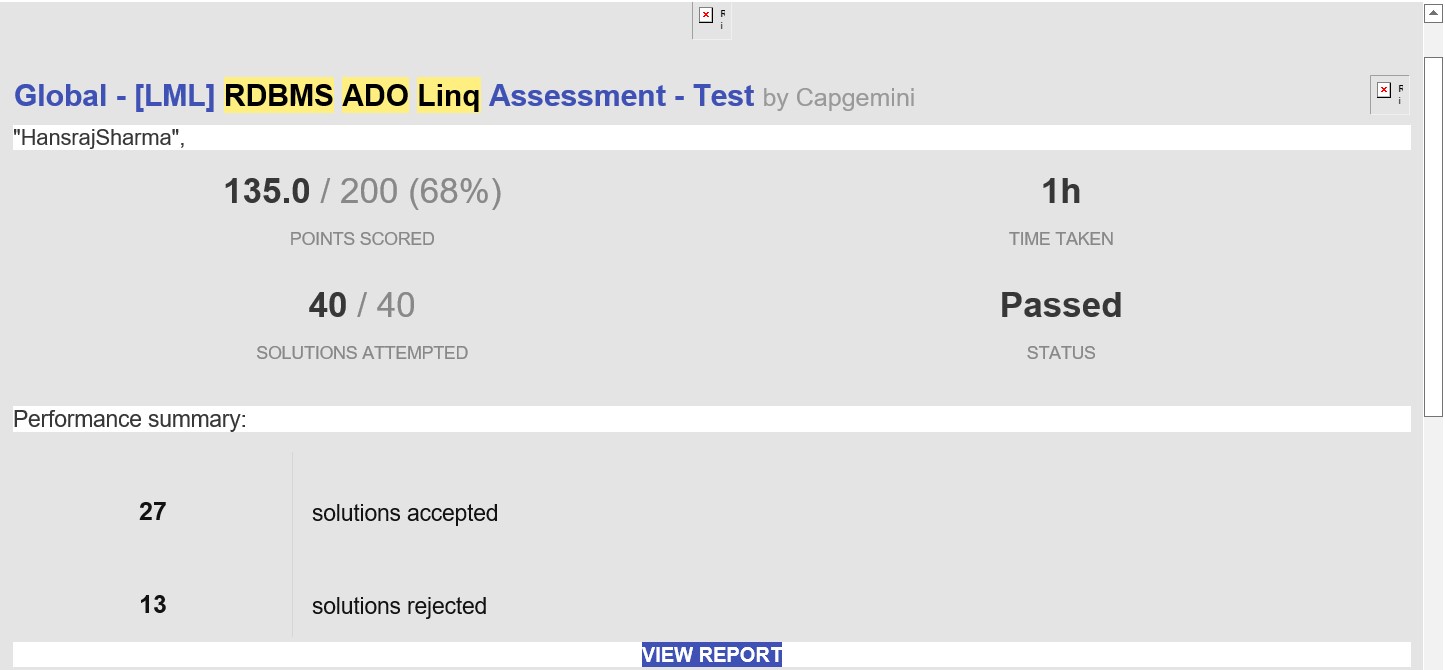 R
i
Global - [LML] RDBMS ADO Linq Assessment - Test by Capgemini
R
i
"HansrajSharma",
135.0 / 200 (68%)
1h
POINTS SCORED
TIME TAKEN
40 / 40
Passed
SOLUTIONS ATTEMPTED
STATUS
Performance summary:
27
solutions accepted
13
solutions rejected
VIEW REPORT